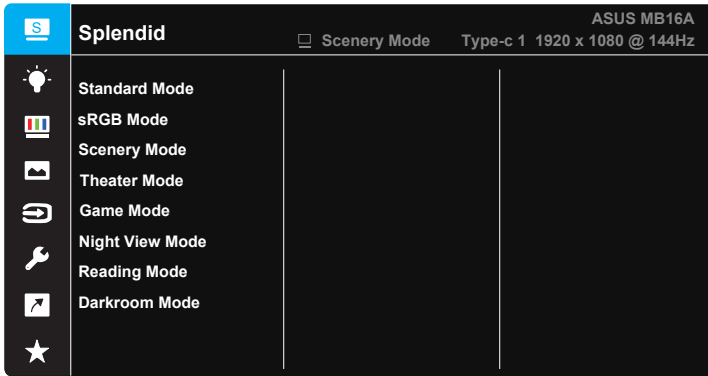 S
Splendid
ASUS MB16A
Scenery Mode
Type-c 1 1920 x 1080 @ 144Hz
Standard Mode
sRGB Mode
Scenery Mode
Theater Mode
Game Mode
Night View Mode
Reading Mode
Darkroom Mode